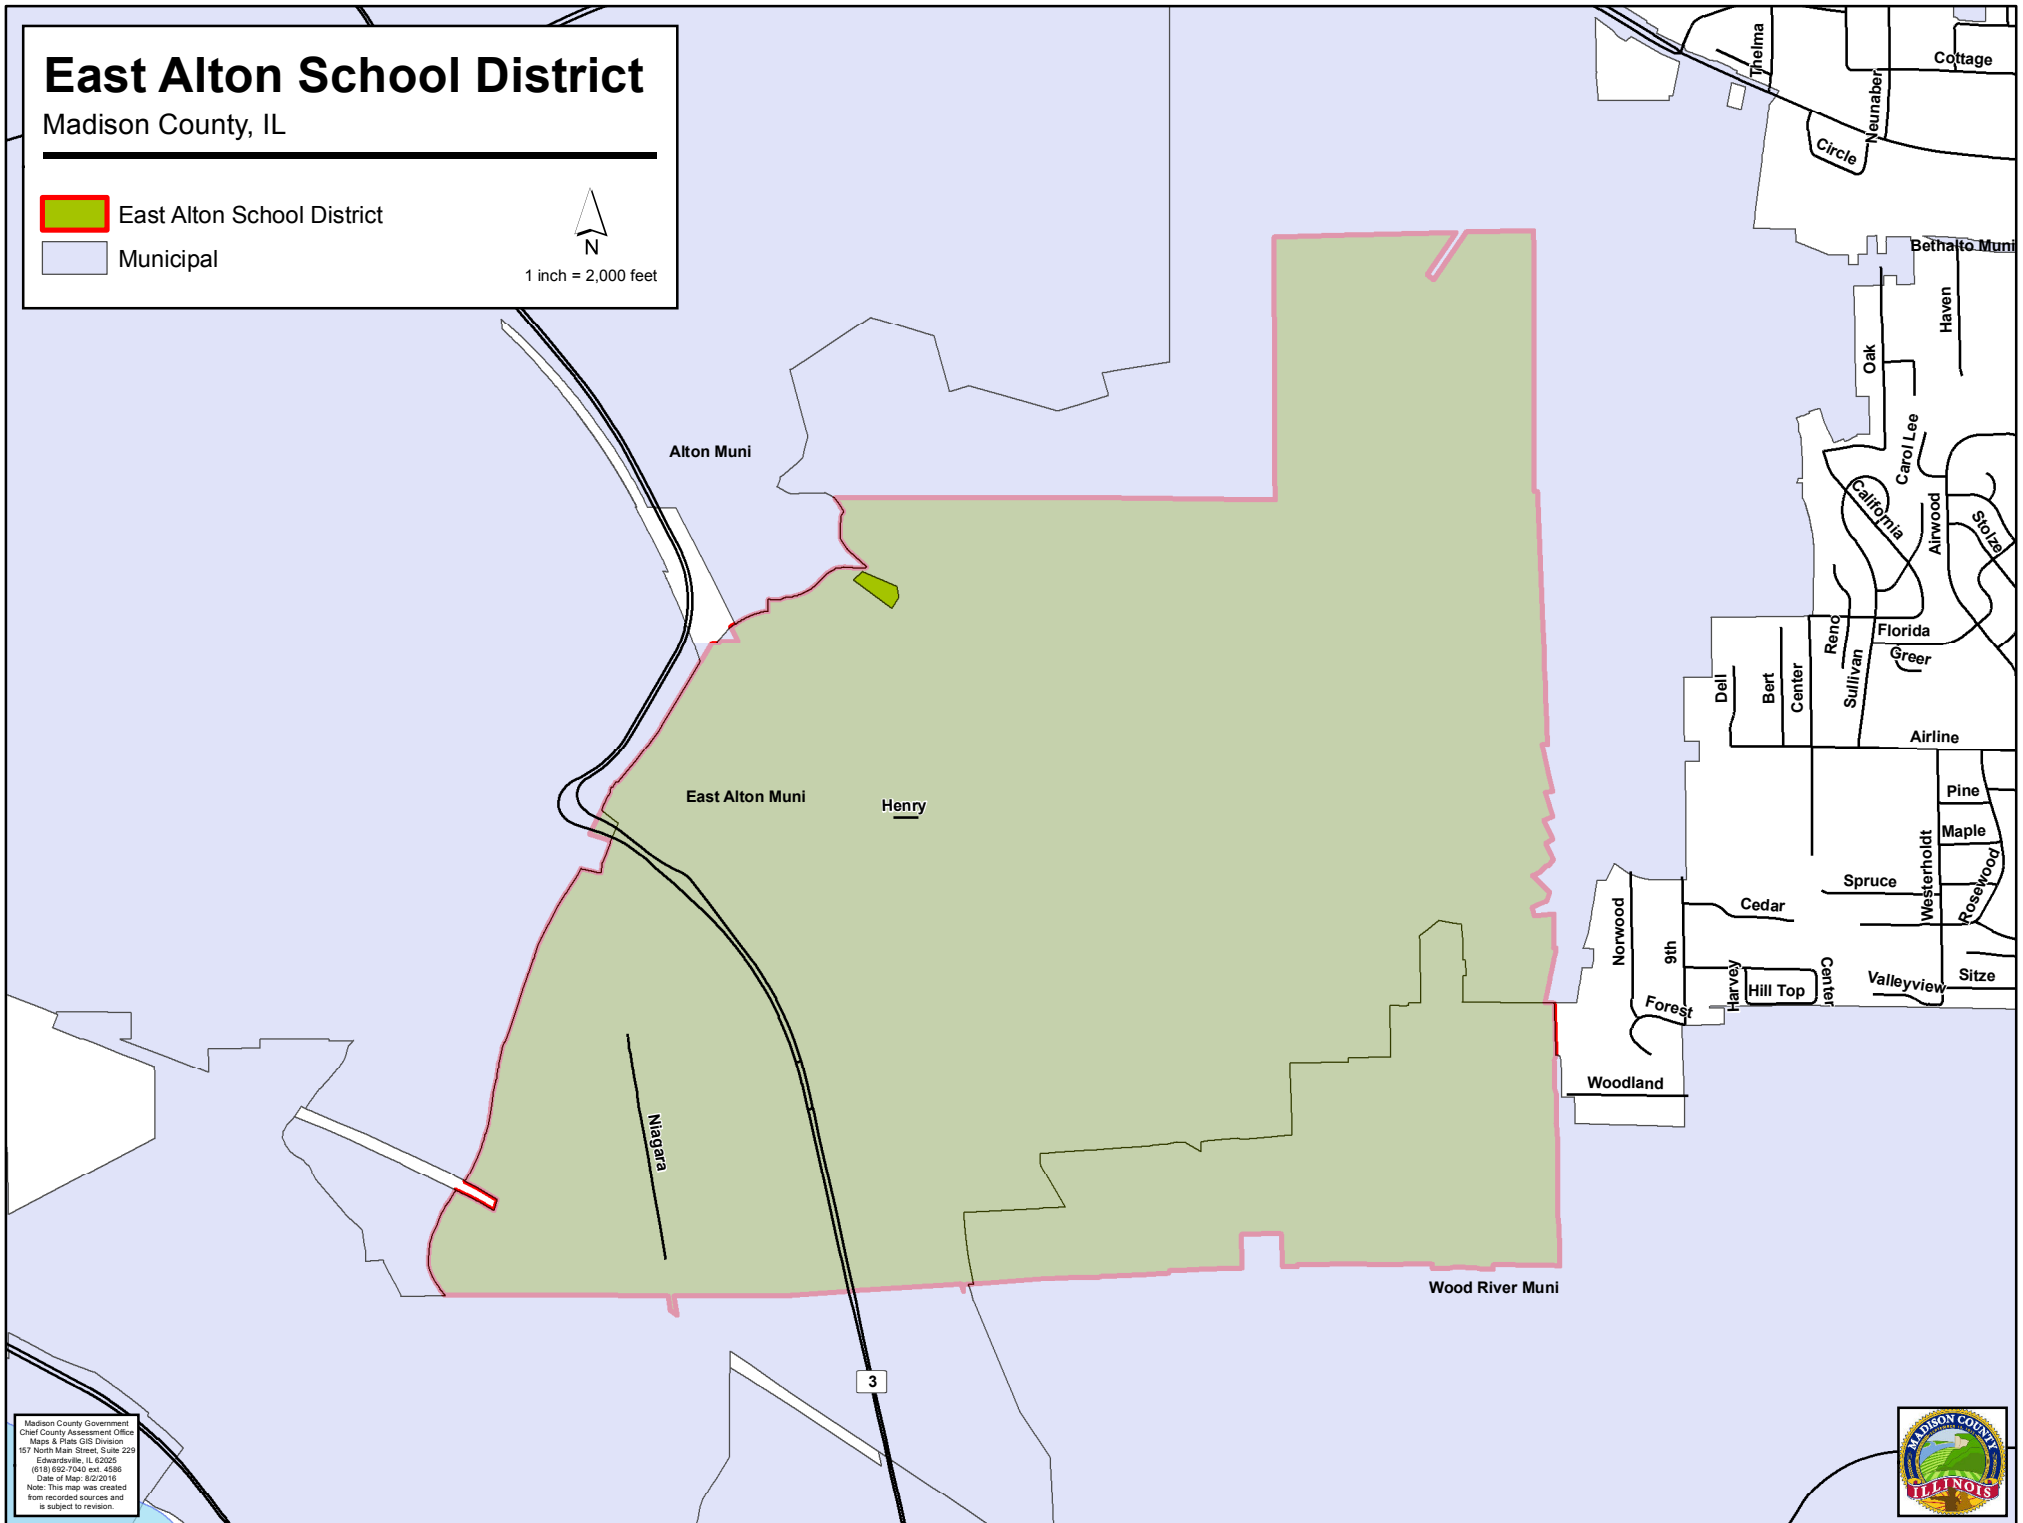 East Alton School District
Madison County, IL
East Alton School District
Municipal
N
1 inch = 2,000 feet
Thelma
Cottage
Neunaber
Circle
Bethalto Muni
Haven
Oak
Alton Muni
Carol Lee
California
Airwood
Stolze
Reno
Florida
Greer
Sullivan
Dell
Bert
Center
Airline
East Alton Muni
Henry
Pine
Maple
Westerholdt
Rosewood
Spruce
Cedar
Norwood
9th
Harvey
Hill Top
Center
Valleyview
Sitze
Forest
Woodland
Niagara
Wood River Muni
3
Madison County Government
Chief County Assessment Office
Maps & Plats GIS Division
157 North Main Street, Suite 229
Edwardsville, IL 62025
(618) 692-7040 ext. 4586
Date of Map: 8/2/2016
Note: This map was created
from recorded sources and
is subject to revision.
MADISON COUNTY
ILLINOIS